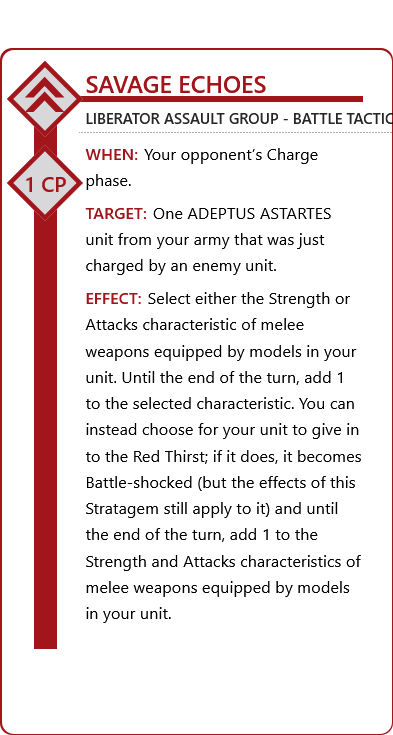 SAVAGE ECHOES
LIBERATOR ASSAULT GROUP - BATTLE TACTIC
1 CP
WHEN: Your opponent’s Charge
phase.
TARGET: One ADEPTUS ASTARTES
unit from your army that was just
charged by an enemy unit.
EFFECT: Select either the Strength or
Attacks characteristic of melee
weapons equipped by models in your
unit. Until the end of the turn, add 1
to the selected characteristic. You can
instead choose for your unit to give in
to the Red Thirst; if it does, it becomes
Battle-shocked (but the effects of this
Stratagem still apply to it) and until
the end of the turn, add 1 to the
Strength and Attacks characteristics of
melee weapons equipped by models
in your unit.